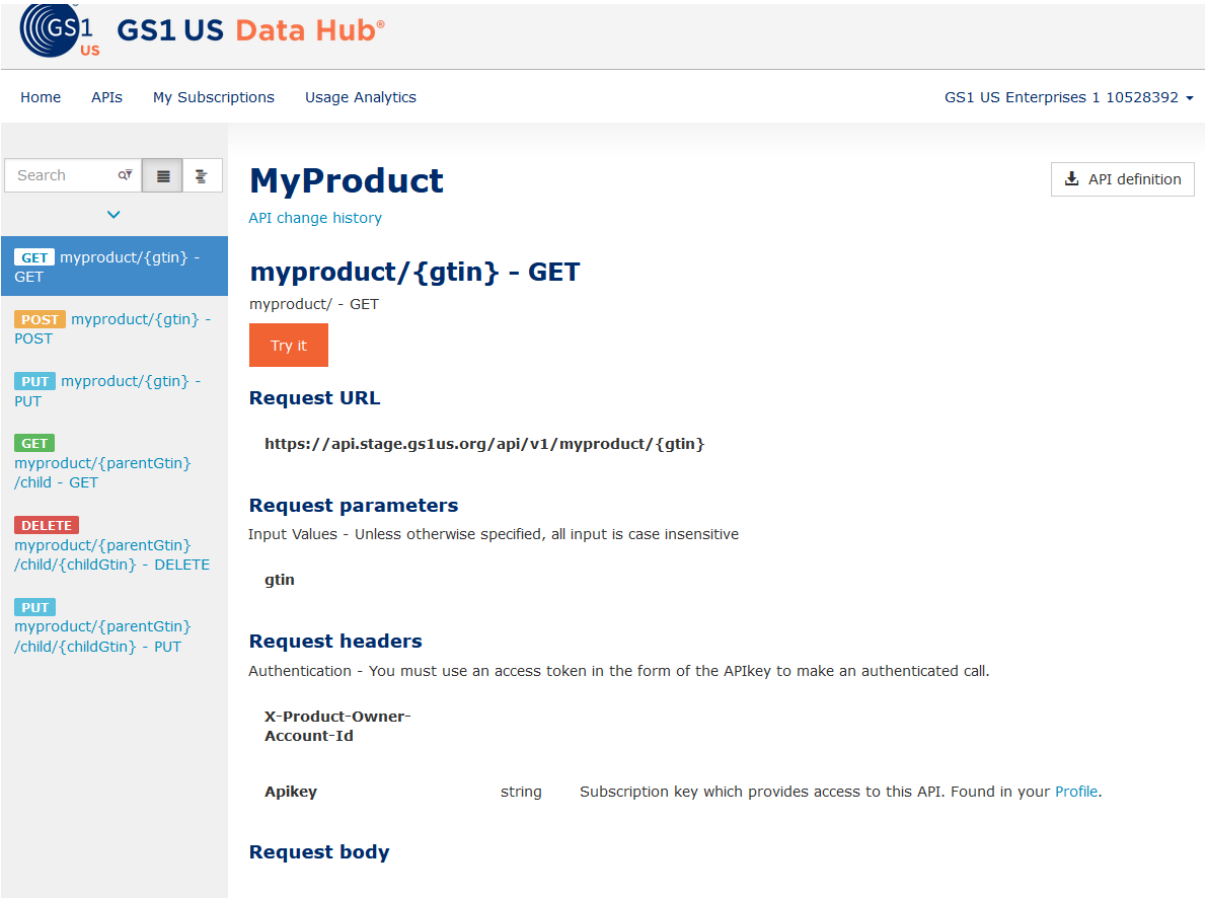 GS1 US
GS1 US Data Hub®
Home APIs My Subscriptions Usage Analytics GS1 US Enterprises 1 10528392
Search
MyProduct
API definition
API change history
GET myproduct/{gtin} -
GET
POST myproduct/{gtin} -
POST
PUT myproduct/{gtin} -
PUT
GET
myproduct/{parentGtin}
/child - GET
DELETE
myproduct/{parentGtin}
/child/{childGtin} - DELETE
PUT
myproduct/{parentGtin}
/child/{childGtin} - PUT
myproduct/{gtin} - GET
myproduct/ - GET
Try it
Request URL
https://api.stage.gs1us.org/api/v1/myproduct/{gtin}
Request parameters
Input Values - Unless otherwise specified, all input is case insensitive
gtin
Request headers
Authentication - You must use an access token in the form of the APIkey to make an authenticated call.
X-Product-Owner-
Account-Id
Apikey string Subscription key which provides access to this API. Found in your Profile.
Request body